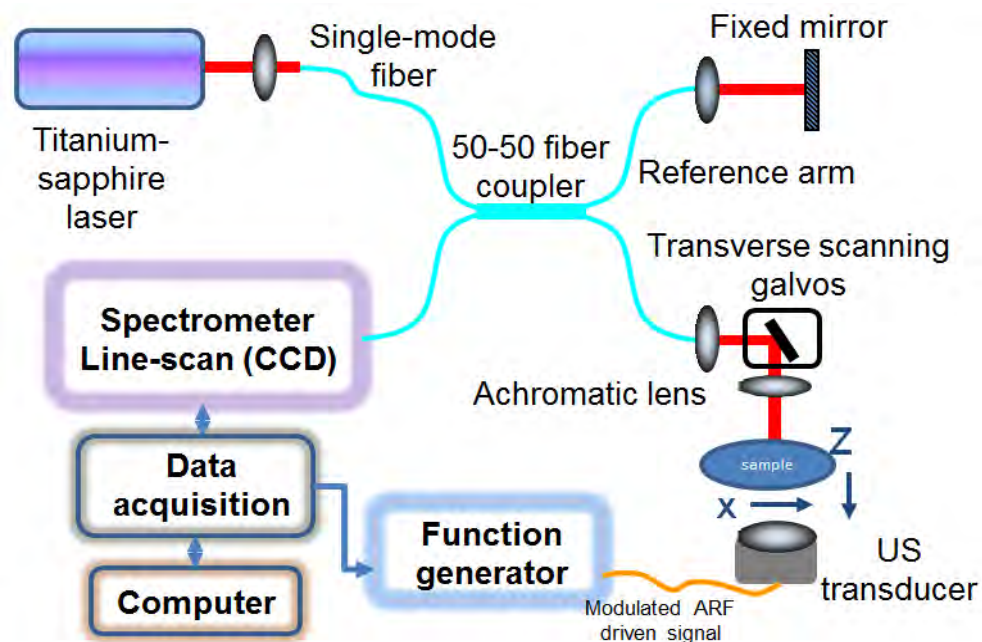 Single-mode
fiber
Fixed mirror
Titanium-
sapphire
laser
50-50 fiber
coupler
Reference arm
Transverse scanning
galvos
Spectrometer
Line-scan (CCD)
Achromatic lens
Z
sample
X
Data
acquisition
Function
generator
US
transducer
Computer
Modulated ARF
driven signal